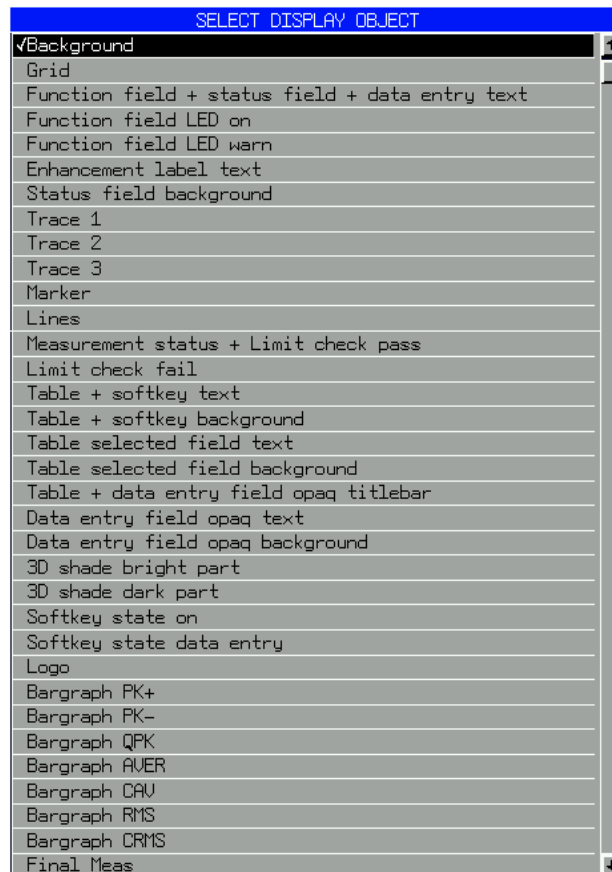 SELECT DISPLAY OBJECT
√Background
Grid
Function field + status field + data entry text
Function field LED on
Function field LED warn
Enhancement label text
Status field background
Trace 1
Trace 2
Trace 3
Marker
Lines
Measurement status + Limit check pass
Limit check fail
Table + softkey text
Table + softkey background
Table selected field text
Table selected field background
Table + data entry field opaq titlebar
Data entry field opaq text
Data entry field opaq background
3D shade bright part
3D shade dark part
Softkey state on
Softkey state data entry
Logo
Bargraph PK+
Bargraph PK-
Bargraph QPK
Bargraph AVER
Bargraph CAV
Bargraph RMS
Bargraph CRMS
Final Meas